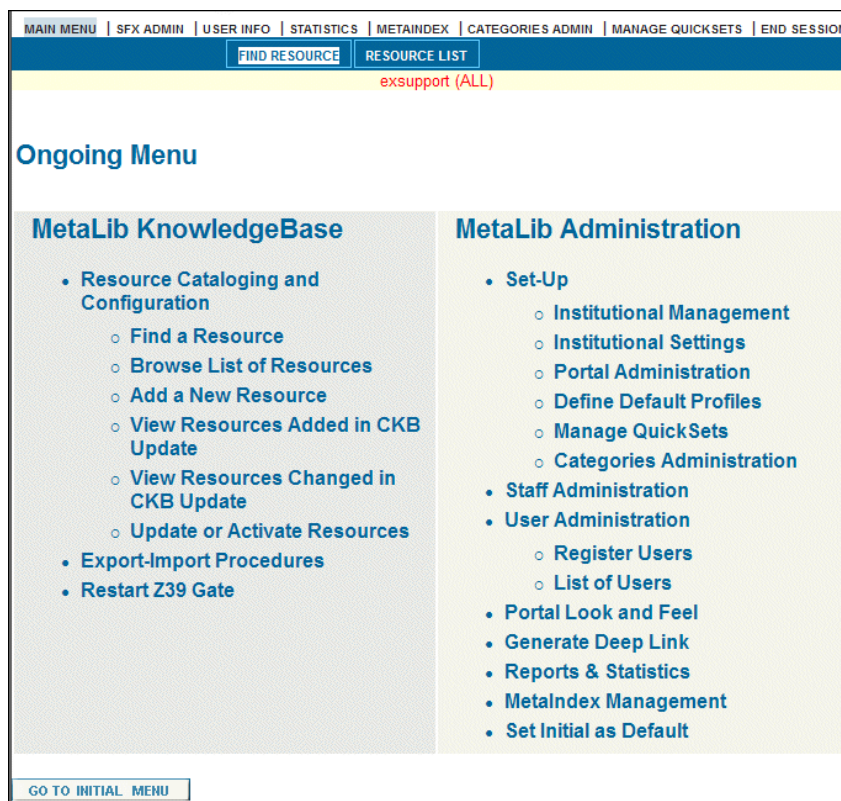 MAIN MENU | SFX ADMIN | USER INFO | STATISTICS | METAINDEX | CATEGORIES ADMIN | MANAGE QUICKSETS | END SESSION
FIND RESOURCE RESOURCE LIST
exsupport (ALL)
Ongoing Menu
MetaLib KnowledgeBase
• Resource Cataloging and
Configuration
○ Find a Resource
○ Browse List of Resources
○ Add a New Resource
○ View Resources Added in CKB
Update
○ View Resources Changed in
CKB Update
○ Update or Activate Resources
• Export-Import Procedures
• Restart Z39 Gate
MetaLib Administration
• Set-Up
○ Institutional Management
○ Institutional Settings
○ Portal Administration
○ Define Default Profiles
○ Manage QuickSets
○ Categories Administration
• Staff Administration
• User Administration
○ Register Users
○ List of Users
• Portal Look and Feel
• Generate Deep Link
• Reports & Statistics
• MetaIndex Management
• Set Initial as Default
GO TO INITIAL MENU